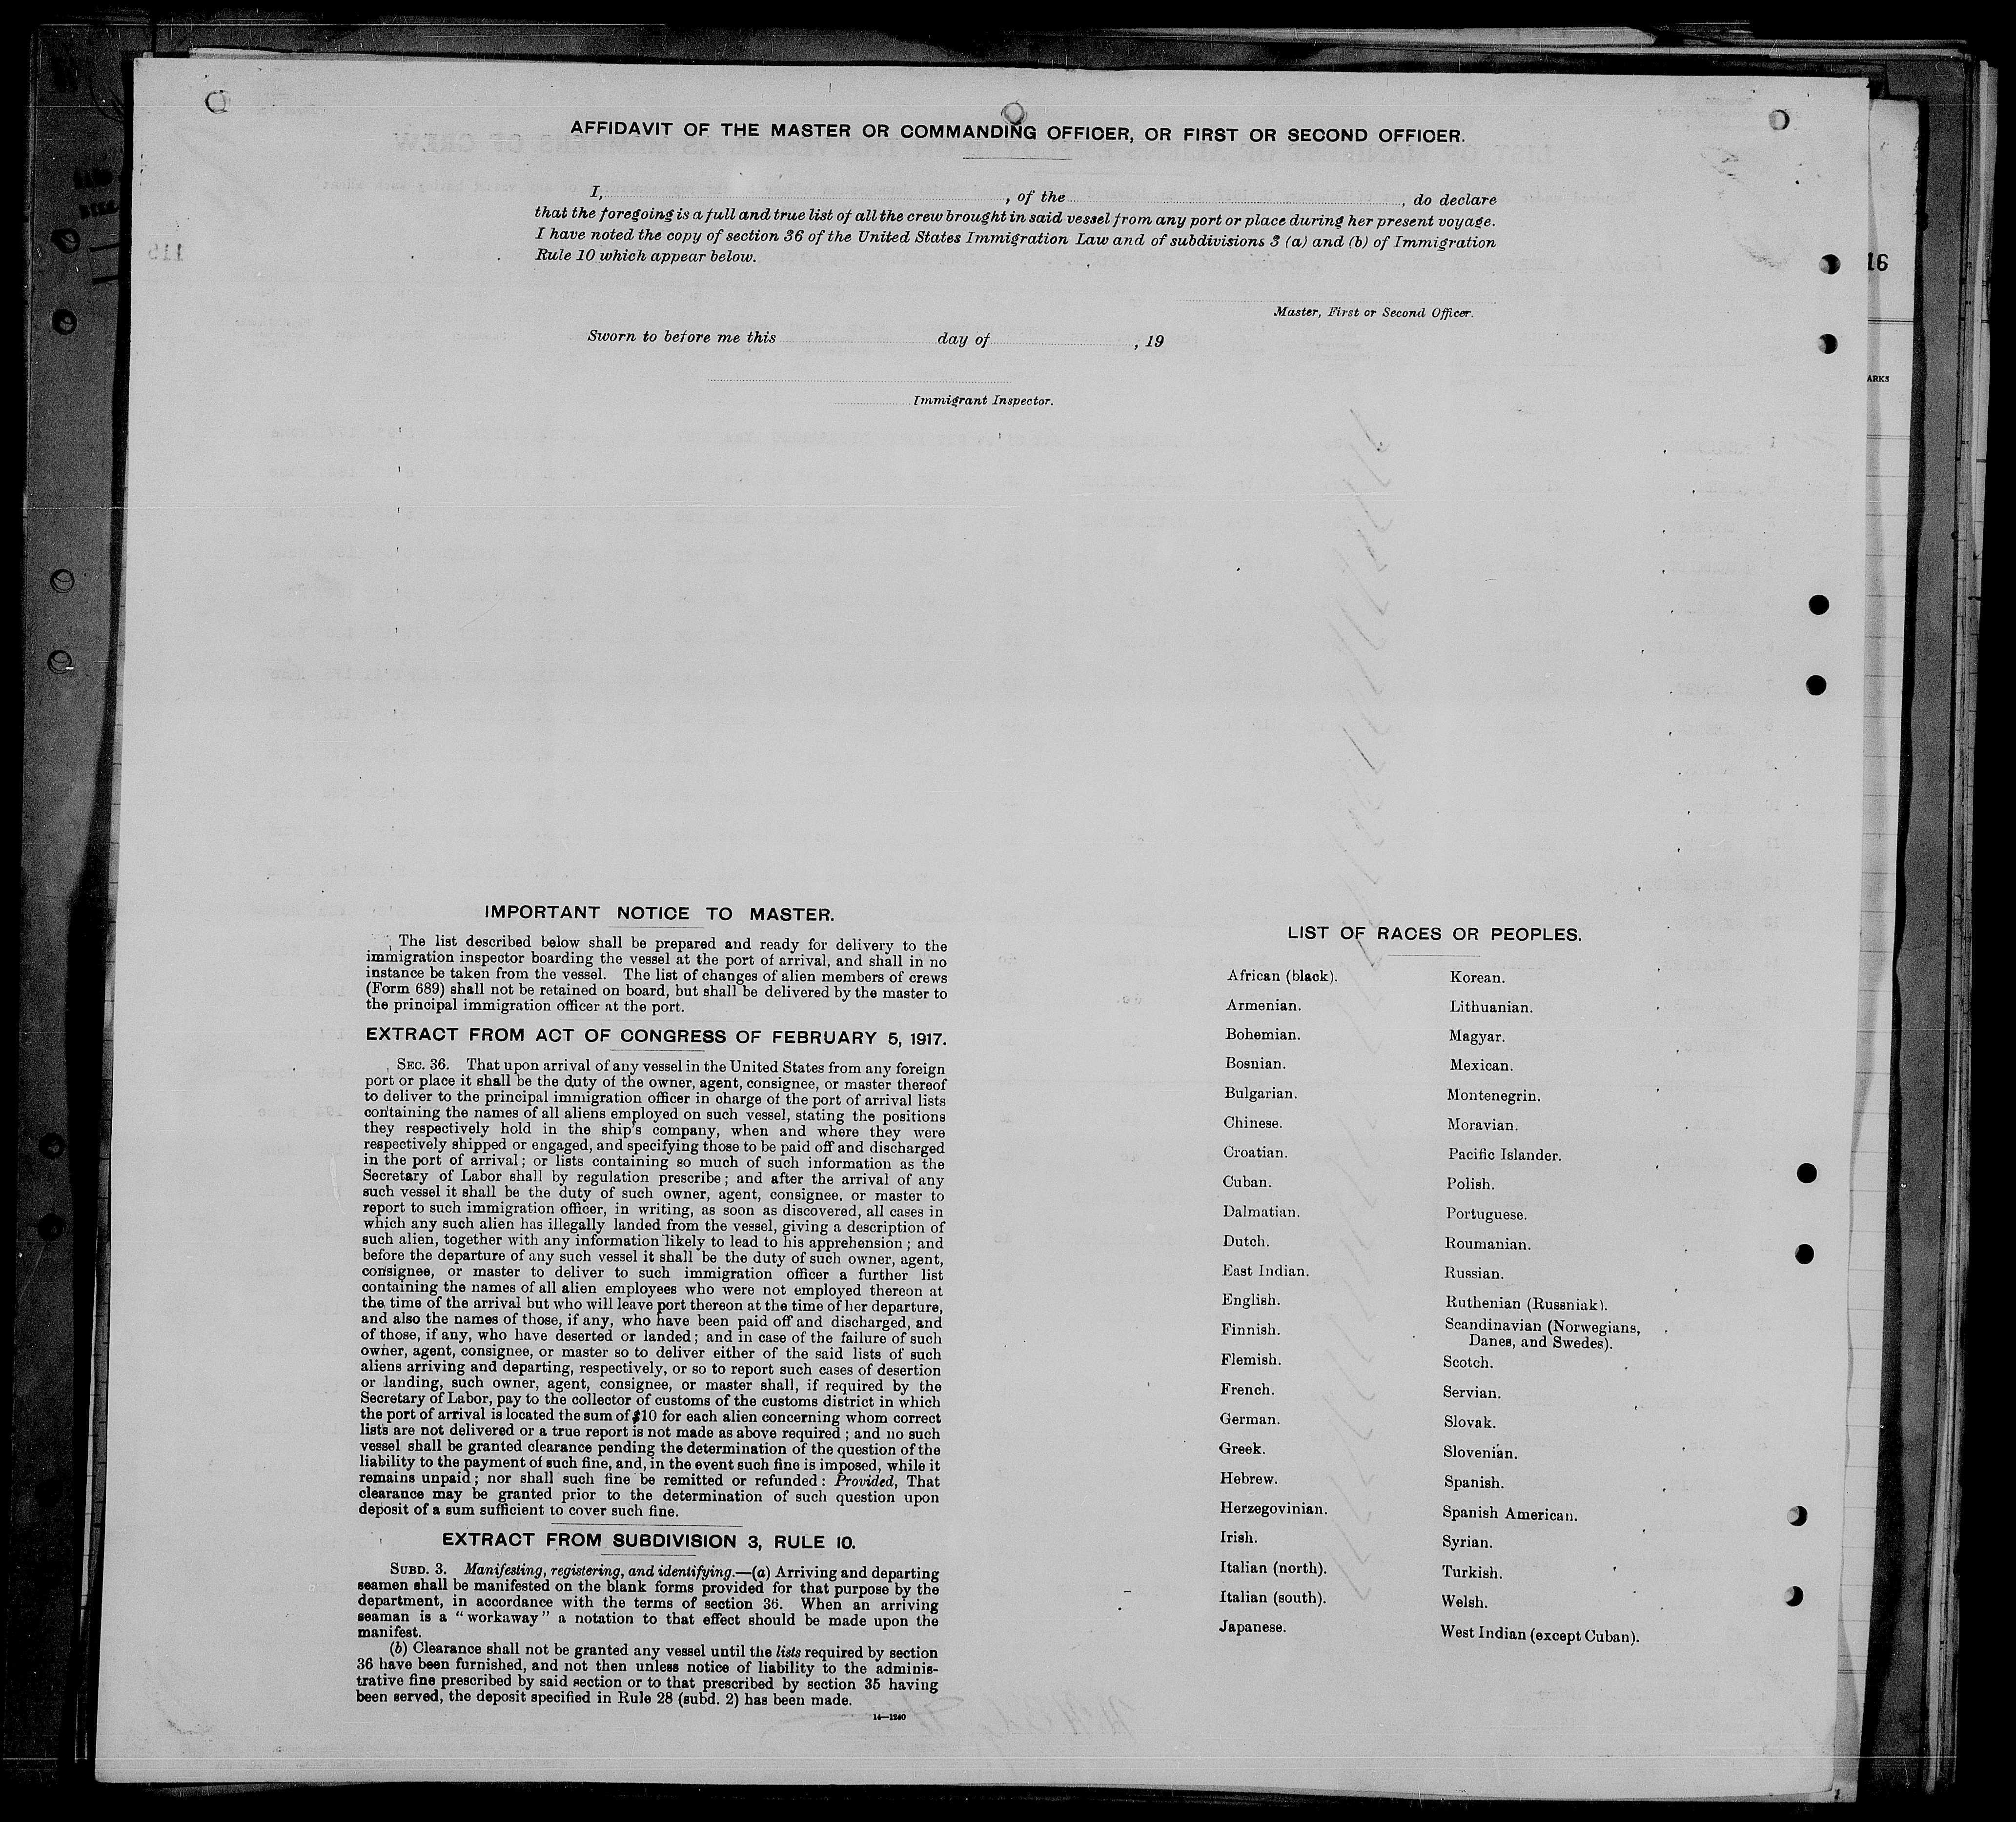 AFFIDAVIT OF THE MASTER OR COMMANDING OFFICER, OR FIRST OR SECOND OFFICER.
I, , of the , do declare
that the foregoing is a full and true list of all the crew brought in said vessel from any port or place during her present voyage.
I have noted the copy of section 36 of the United States Immigration Law and of subdivisions 3 (a) and (b) of Immigration
Rule 10 which appear below.
Master, First or Second Officer.
Sworn to before me this day of , 19
Immigrant Inspector.
16
ARKS
115
IMPORTANT NOTICE TO MASTER.
The list described below shall be prepared and ready for delivery to the
immigration inspector boarding the vessel at the port of arrival, and shall in no
instance be taken from the vessel. The list of changes of alien members of crews
(Form 689) shall not be retained on board, but shall be delivered by the master to
the principal immigration officer at the port.
EXTRACT FROM ACT OF CONGRESS OF FEBRUARY 5, 1917.
SEC. 36. That upon arrival of any vessel in the United States from any foreign
port or place it shall be the duty of the owner, agent, consignee, or master thereof
to deliver to the principal immigration officer in charge of the port of arrival lists
containing the names of all aliens employed on such vessel, stating the positions
they respectively hold in the ship's company, when and where they were
respectively shipped or engaged, and specifying those to be paid off and discharged
in the port of arrival; or lists containing so much of such information as the
Secretary of Labor shall by regulation prescribe; and after the arrival of any
such vessel it shall be the duty of such owner, agent, consignee, or master to
report to such immigration officer, in writing, as soon as discovered, all cases in
which any such alien has illegally landed from the vessel, giving a description of
such alien, together with any information likely to lead to his apprehension; and
before the departure of any such vessel it shall be the duty of such owner, agent,
consignee, or master to deliver to such immigration officer a further list
containing the names of all alien employees who were not employed thereon at
the time of the arrival but who will leave port thereon at the time of her departure,
and also the names of those, if any, who have been paid off and discharged, and
of those, if any, who have deserted or landed; and in case of the failure of such
owner, agent, consignee, or master so to deliver either of the said lists of such
aliens arriving and departing, respectively, or so to report such cases of desertion
or landing, such owner, agent, consignee, or master shall, if required by the
Secretary of Labor, pay to the collector of customs of the customs district in which
the port of arrival is located the sum of $10 for each alien concerning whom correct
lists are not delivered or a true report is not made as above required; and no such
vessel shall be granted clearance pending the determination of the question of the
liability to the payment of such fine, and, in the event such fine is imposed, while it
remains unpaid; nor shall such fine be remitted or refunded: Provided, That
clearance may be granted prior to the determination of such question upon
deposit of a sum sufficient to cover such fine.
EXTRACT FROM SUBDIVISION 3, RULE 10.
SUBD. 3. Manifesting, registering, and identifying.—(a) Arriving and departing
seamen shall be manifested on the blank forms provided for that purpose by the
department, in accordance with the terms of section 36. When an arriving
seaman is a "workaway" a notation to that effect should be made upon the
manifest.
(b) Clearance shall not be granted any vessel until the lists required by section
36 have been furnished, and not then unless notice of liability to the adminis-
trative fine prescribed by said section or to that prescribed by section 35 having
been served, the deposit specified in Rule 28 (subd. 2) has been made.
14—1240
LIST OF RACES OR PEOPLES.
African (black).
Armenian.
Bohemian.
Bosnian.
Bulgarian.
Chinese.
Croatian.
Cuban.
Dalmatian.
Dutch.
East Indian.
English.
Finnish.
Flemish.
French.
German.
Greek.
Hebrew.
Herzegovinian.
Irish.
Italian (north).
Italian (south).
Japanese.
Korean.
Lithuanian.
Magyar.
Mexican.
Montenegrin.
Moravian.
Pacific Islander.
Polish.
Portuguese.
Roumanian.
Russian.
Ruthenian (Russniak).
Scandinavian (Norwegians,
Danes, and Swedes).
Scotch.
Servian.
Slovak.
Slovenian.
Spanish.
Spanish American.
Syrian.
Turkish.
Welsh.
West Indian (except Cuban).